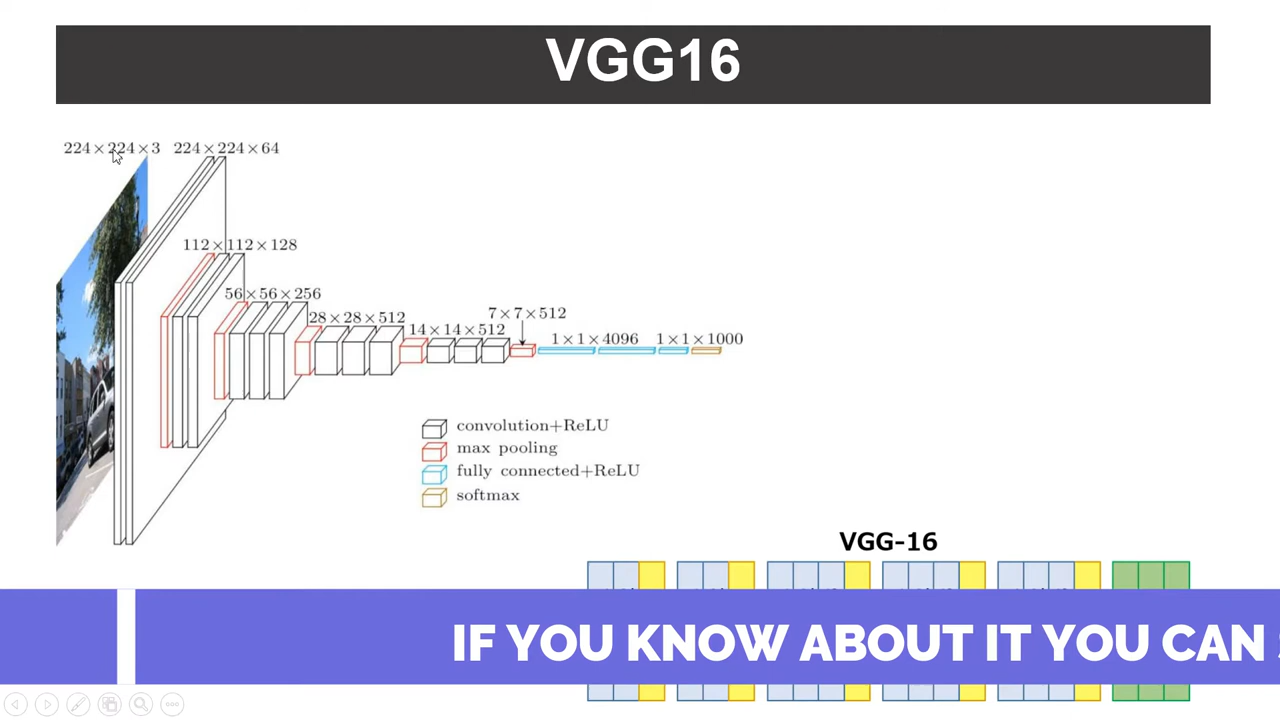 VGG16
224×224×3 224×224×64
112×112×128
56×56×256
28×28×512
14×14×512
7×7×512
1×1×4096 1×1×1000
convolution+ReLU
max pooling
fully connected+ReLU
softmax
VGG-16
IF YOU KNOW ABOUT IT YOU CAN